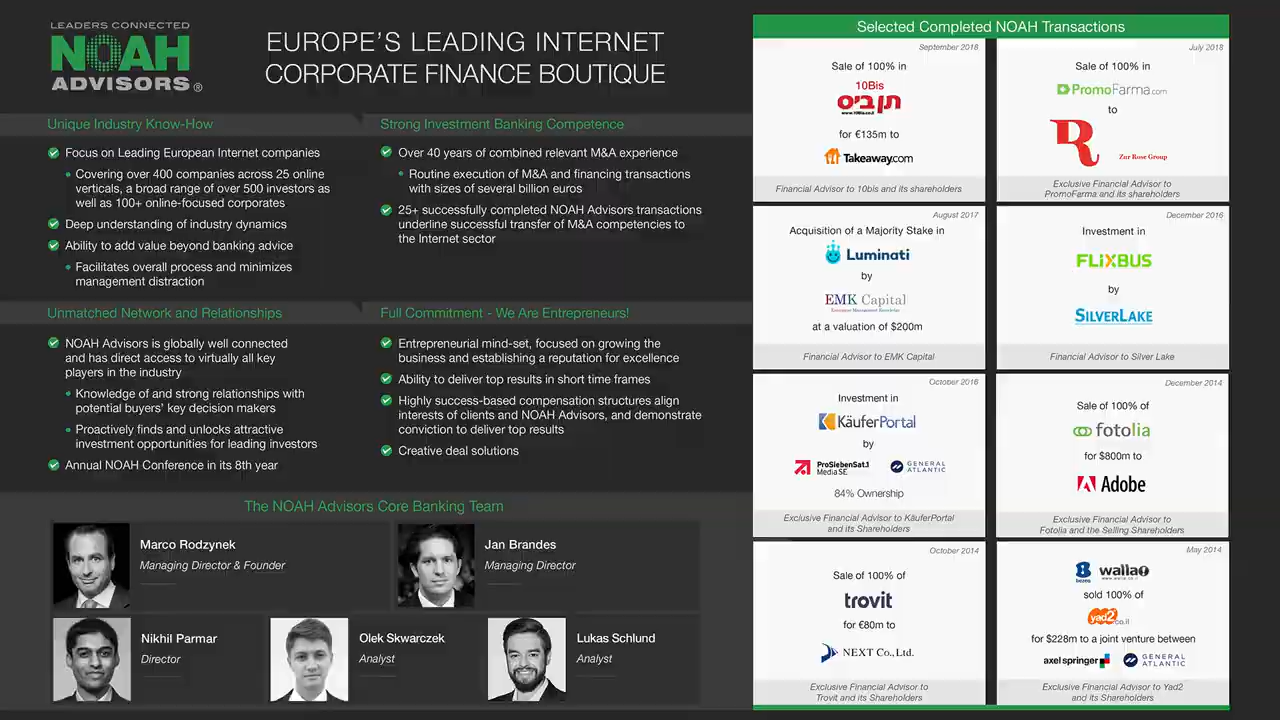 LEADERS CONNECTED
NOAH
ADVISORS®
EUROPE'S LEADING INTERNET
CORPORATE FINANCE BOUTIQUE
Unique Industry Know-How
Focus on Leading European Internet companies
Covering over 400 companies across 25 online
verticals, a broad range of over 500 investors as
well as 100+ online-focused corporates
Deep understanding of industry dynamics
Ability to add value beyond banking advice
Facilitates overall process and minimizes
management distraction
Strong Investment Banking Competence
Over 40 years of combined relevant M&A experience
Routine execution of M&A and financing transactions
with sizes of several billion euros
25+ successfully completed NOAH Advisors transactions
underline successful transfer of M&A competencies to
the Internet sector
Unmatched Network and Relationships
NOAH Advisors is globally well connected
and has direct access to virtually all key
players in the industry
Knowledge of and strong relationships with
potential buyers' key decision makers
Proactively finds and unlocks attractive
investment opportunities for leading investors
Annual NOAH Conference in its 8th year
Full Commitment - We Are Entrepreneurs!
Entrepreneurial mind-set, focused on growing the
business and establishing a reputation for excellence
Ability to deliver top results in short time frames
Highly success-based compensation structures align
interests of clients and NOAH Advisors, and demonstrate
conviction to deliver top results
Creative deal solutions
The NOAH Advisors Core Banking Team
Marco Rodzynek
Managing Director & Founder
Jan Brandes
Managing Director
Nikhil Parmar
Director
Olek Skwarczek
Analyst
Lukas Schlund
Analyst
Selected Completed NOAH Transactions
September 2018
Sale of 100% in
10Bis
תן ביס
www.10Bis.co.il
for €135m to
Takeaway.com
Financial Advisor to 10bis and its shareholders
July 2018
Sale of 100% in
PromoFarma.com
to
R
Zur Rose Group
Exclusive Financial Advisor to
PromoFarma and its shareholders
August 2017
Acquisition of a Majority Stake in
Luminati
by
EMK Capital
at a valuation of $200m
Financial Advisor to EMK Capital
December 2016
Investment in
FLiXBUS
by
SILVERLAKE
Financial Advisor to Silver Lake
October 2016
Investment in
KäuferPortal
by
ProSiebenSat.1
Media SE
GENERAL
ATLANTIC
84% Ownership
Exclusive Financial Advisor to KäuferPortal
and its Shareholders
December 2014
Sale of 100% of
fotolia
for $800m to
Adobe
Exclusive Financial Advisor to
Fotolia and the Selling Shareholders
October 2014
Sale of 100% of
trovit
for €80m to
NEXT Co., Ltd.
Exclusive Financial Advisor to
Trovit and its Shareholders
May 2014
bezeq
walla!
www.walla.co.il
sold 100% of
yad2.co.il
for $228m to a joint venture between
axel springer
GENERAL
ATLANTIC
Exclusive Financial Advisor to Yad2
and its Shareholders